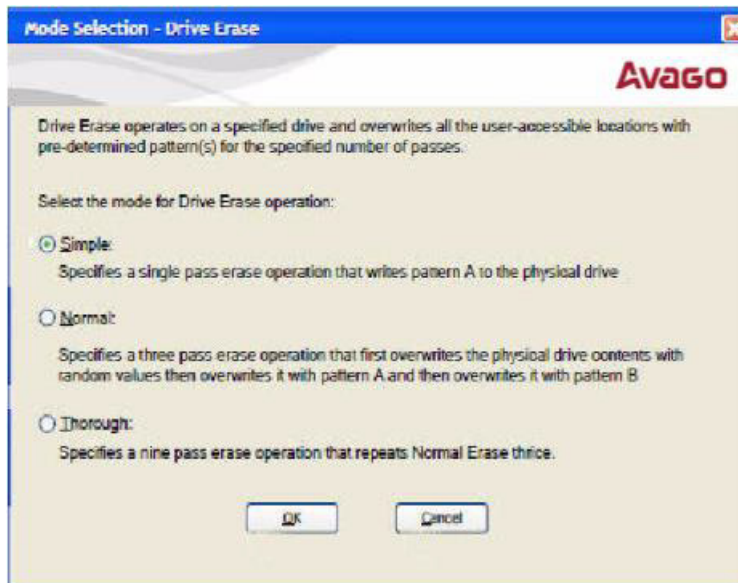 Mode Selection - Drive Erase
AVAGO
Drive Erase operates on a specified drive and overwrites all the user-accessible locations with
pre-determined pattern(s) for the specified number of passes.
Select the mode for Drive Erase operation:
Simple:
Specifies a single pass erase operation that writes pattern A to the physical drive
Normal:
Specifies a three pass erase operation that first overwrites the physical drive contents with
random values then overwrites it with pattern A and then overwrites it with pattern B
Thorough:
Specifies a nine pass erase operation that repeats Normal Erase thrice.
OK
Cancel